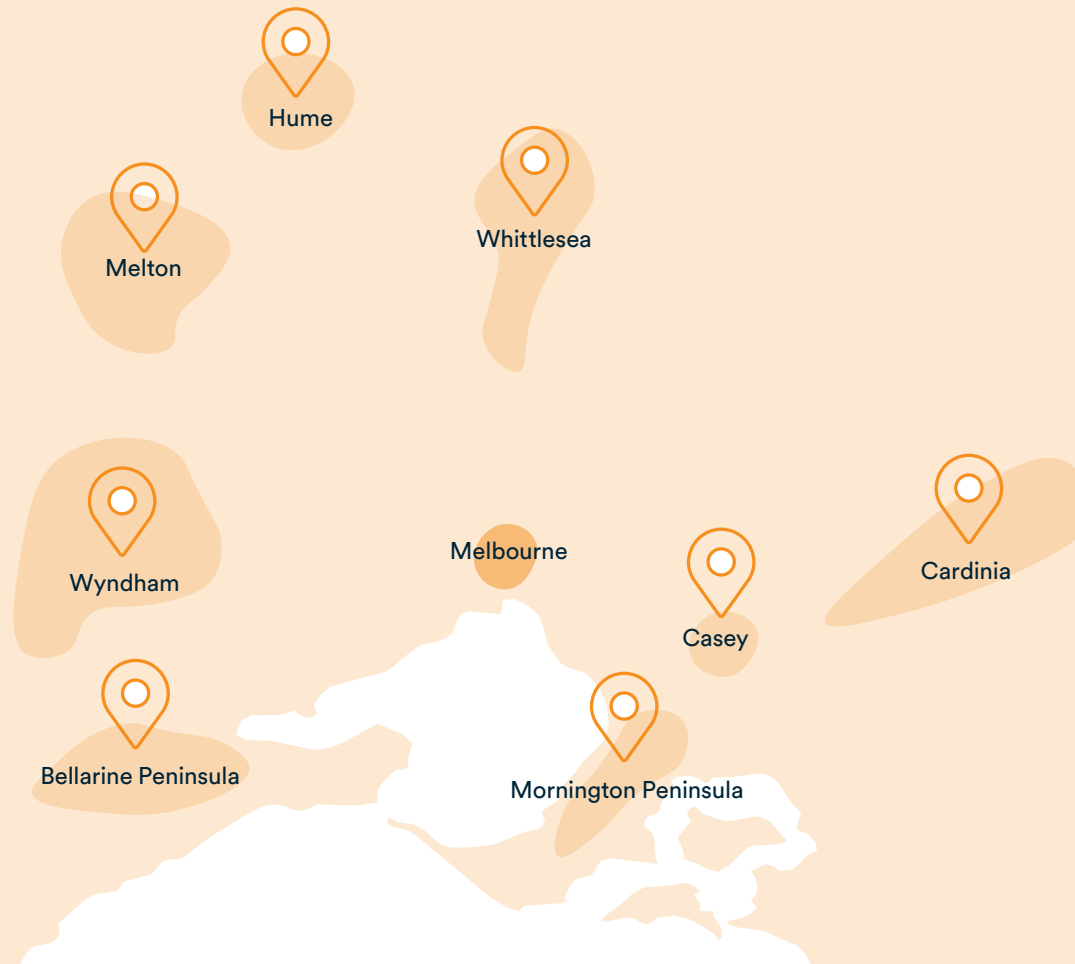 Hume
Whittlesea
Melton
Melbourne
Cardinia
Wyndham
Casey
Bellarine Peninsula
Mornington Peninsula